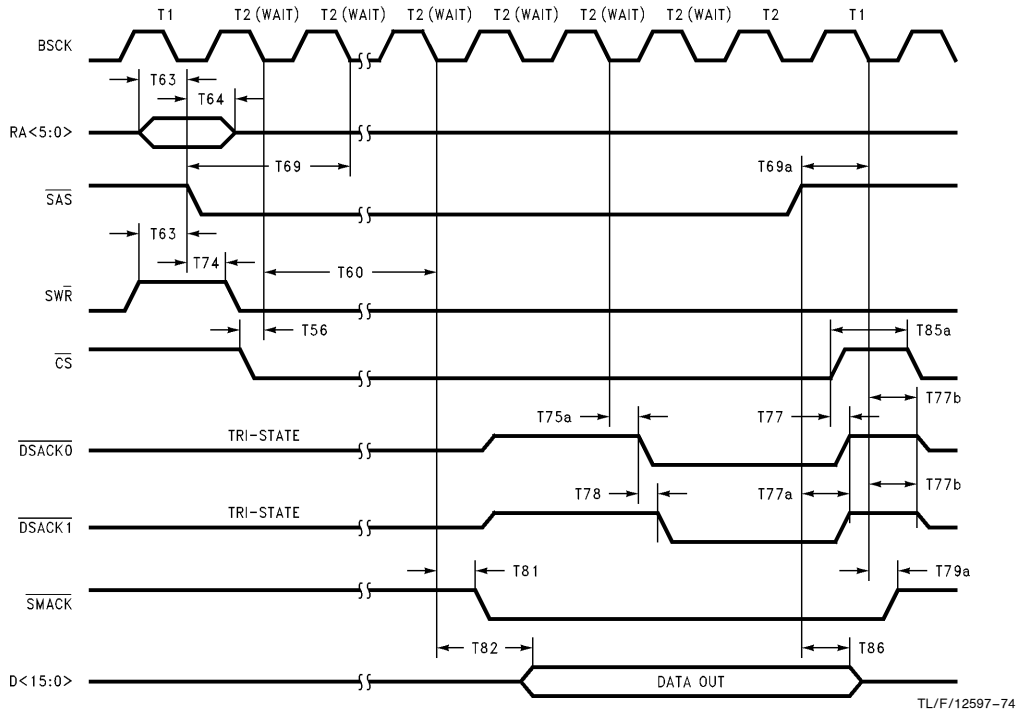 T1 T2 (WAIT) T2 (WAIT) T2 (WAIT) T2 (WAIT) T2 (WAIT) T2 (WAIT) T2 T1
BSCK
T63
T64
RA<5:0>
T69 T69a
SAS
T63
T74
T60
SWR
T56 T85a
CS
T77b
T75a T77
TRI-STATE
DSACK0
T78 T77a T77b
TRI-STATE
DSACK1
T81 T79a
SMACK
T82 T86
D<15:0> DATA OUT
TL/F/12597–74